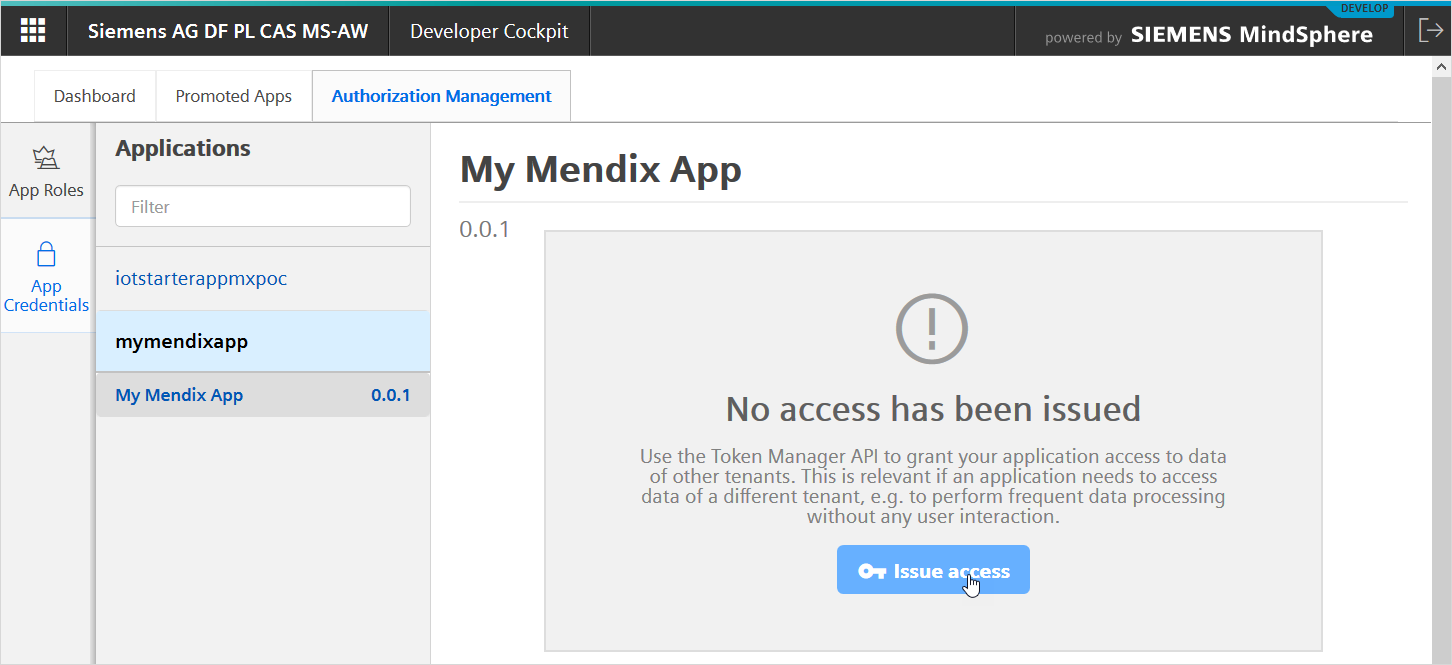 DEVELOP
Siemens AG DF PL CAS MS-AW
Developer Cockpit
powered by SIEMENS MindSphere
Dashboard
Promoted Apps
Authorization Management
App Roles
App
Credentials
Applications
Filter
iotstarterappmxpoc
mymendixapp
My Mendix App 0.0.1
My Mendix App
0.0.1
No access has been issued
Use the Token Manager API to grant your application access to data
of other tenants. This is relevant if an application needs to access
data of a different tenant, e.g. to perform frequent data processing
without any user interaction.
Issue access